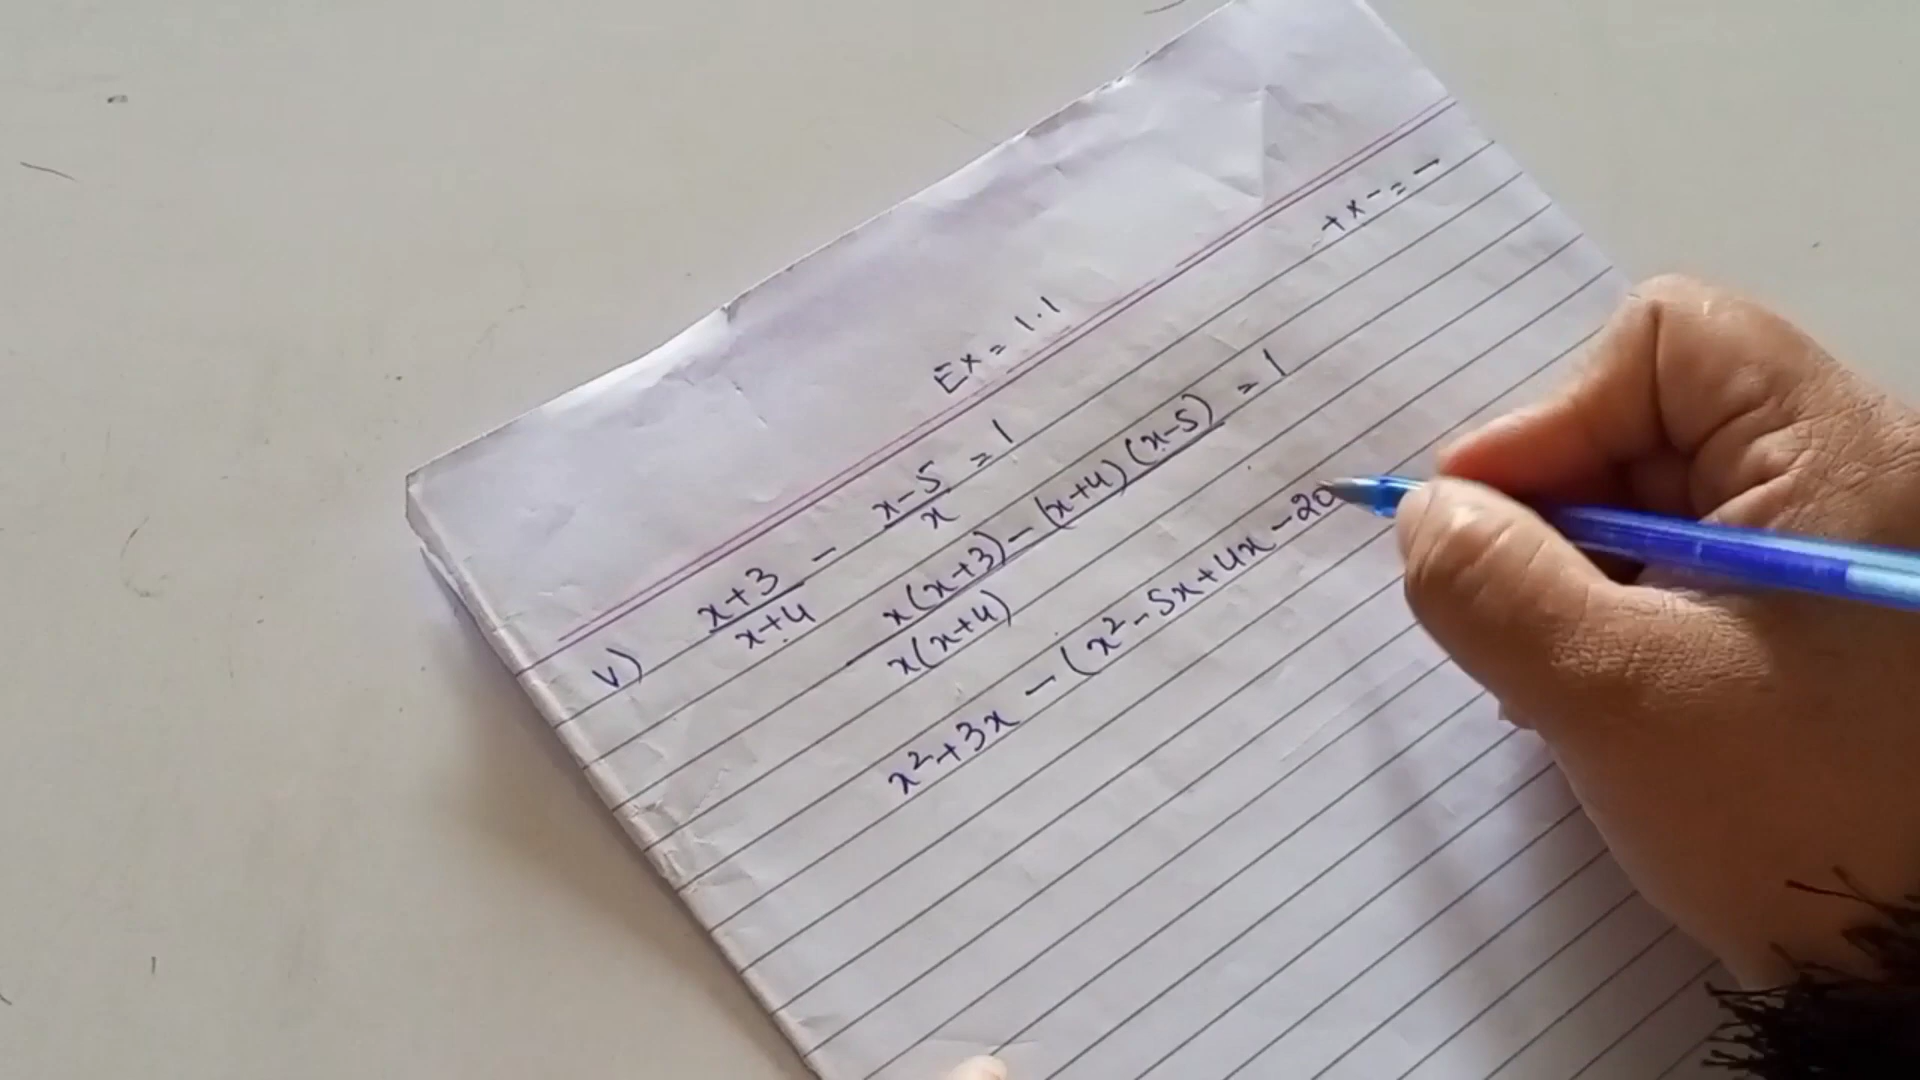 + x - = -
Ex = 1.1
v) (x+3)/(x+4) - (x-5)/x = 1
(x(x+3) - (x+4)(x-5))/(x(x+4)) = 1
x² + 3x - (x² - 5x + 4x - 20